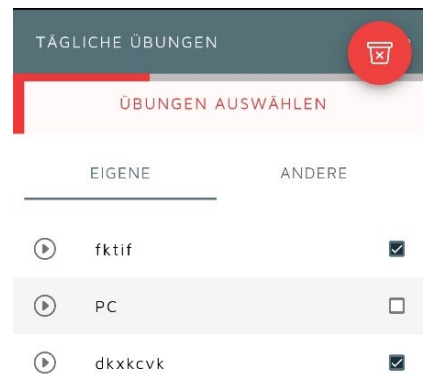 TÄGLICHE ÜBUNGEN
ÜBUNGEN AUSWÄHLEN
EIGENE ANDERE
fktif
PC
dkxkcvk